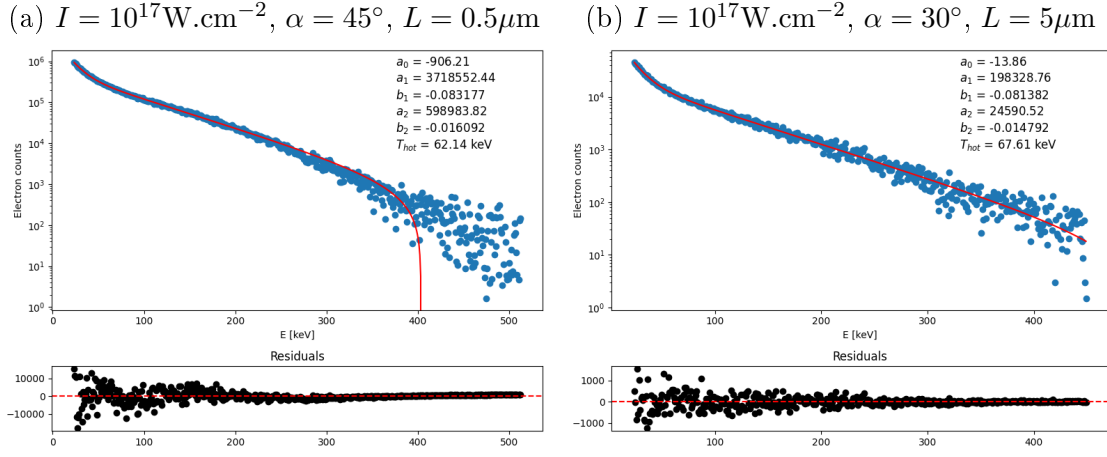 (a) I = 10^17 W.cm^−2, α = 45°, L = 0.5μm
10^6
10^5
10^4
10^3
10^2
10^1
10^0
Electron counts
a_0 = -906.21
a_1 = 3718552.44
b_1 = -0.083177
a_2 = 598983.82
b_2 = -0.016092
T_hot = 62.14 keV
0 100 200 300 400 500
E [keV]
Residuals
10000
0
−10000
0 100 200 300 400 500
(b) I = 10^17 W.cm^−2, α = 30°, L = 5μm
10^4
10^3
10^2
10^1
10^0
Electron counts
a_0 = -13.86
a_1 = 198328.76
b_1 = -0.081382
a_2 = 24590.52
b_2 = -0.014792
T_hot = 67.61 keV
100 200 300 400
E [keV]
Residuals
1000
0
−1000
100 200 300 400